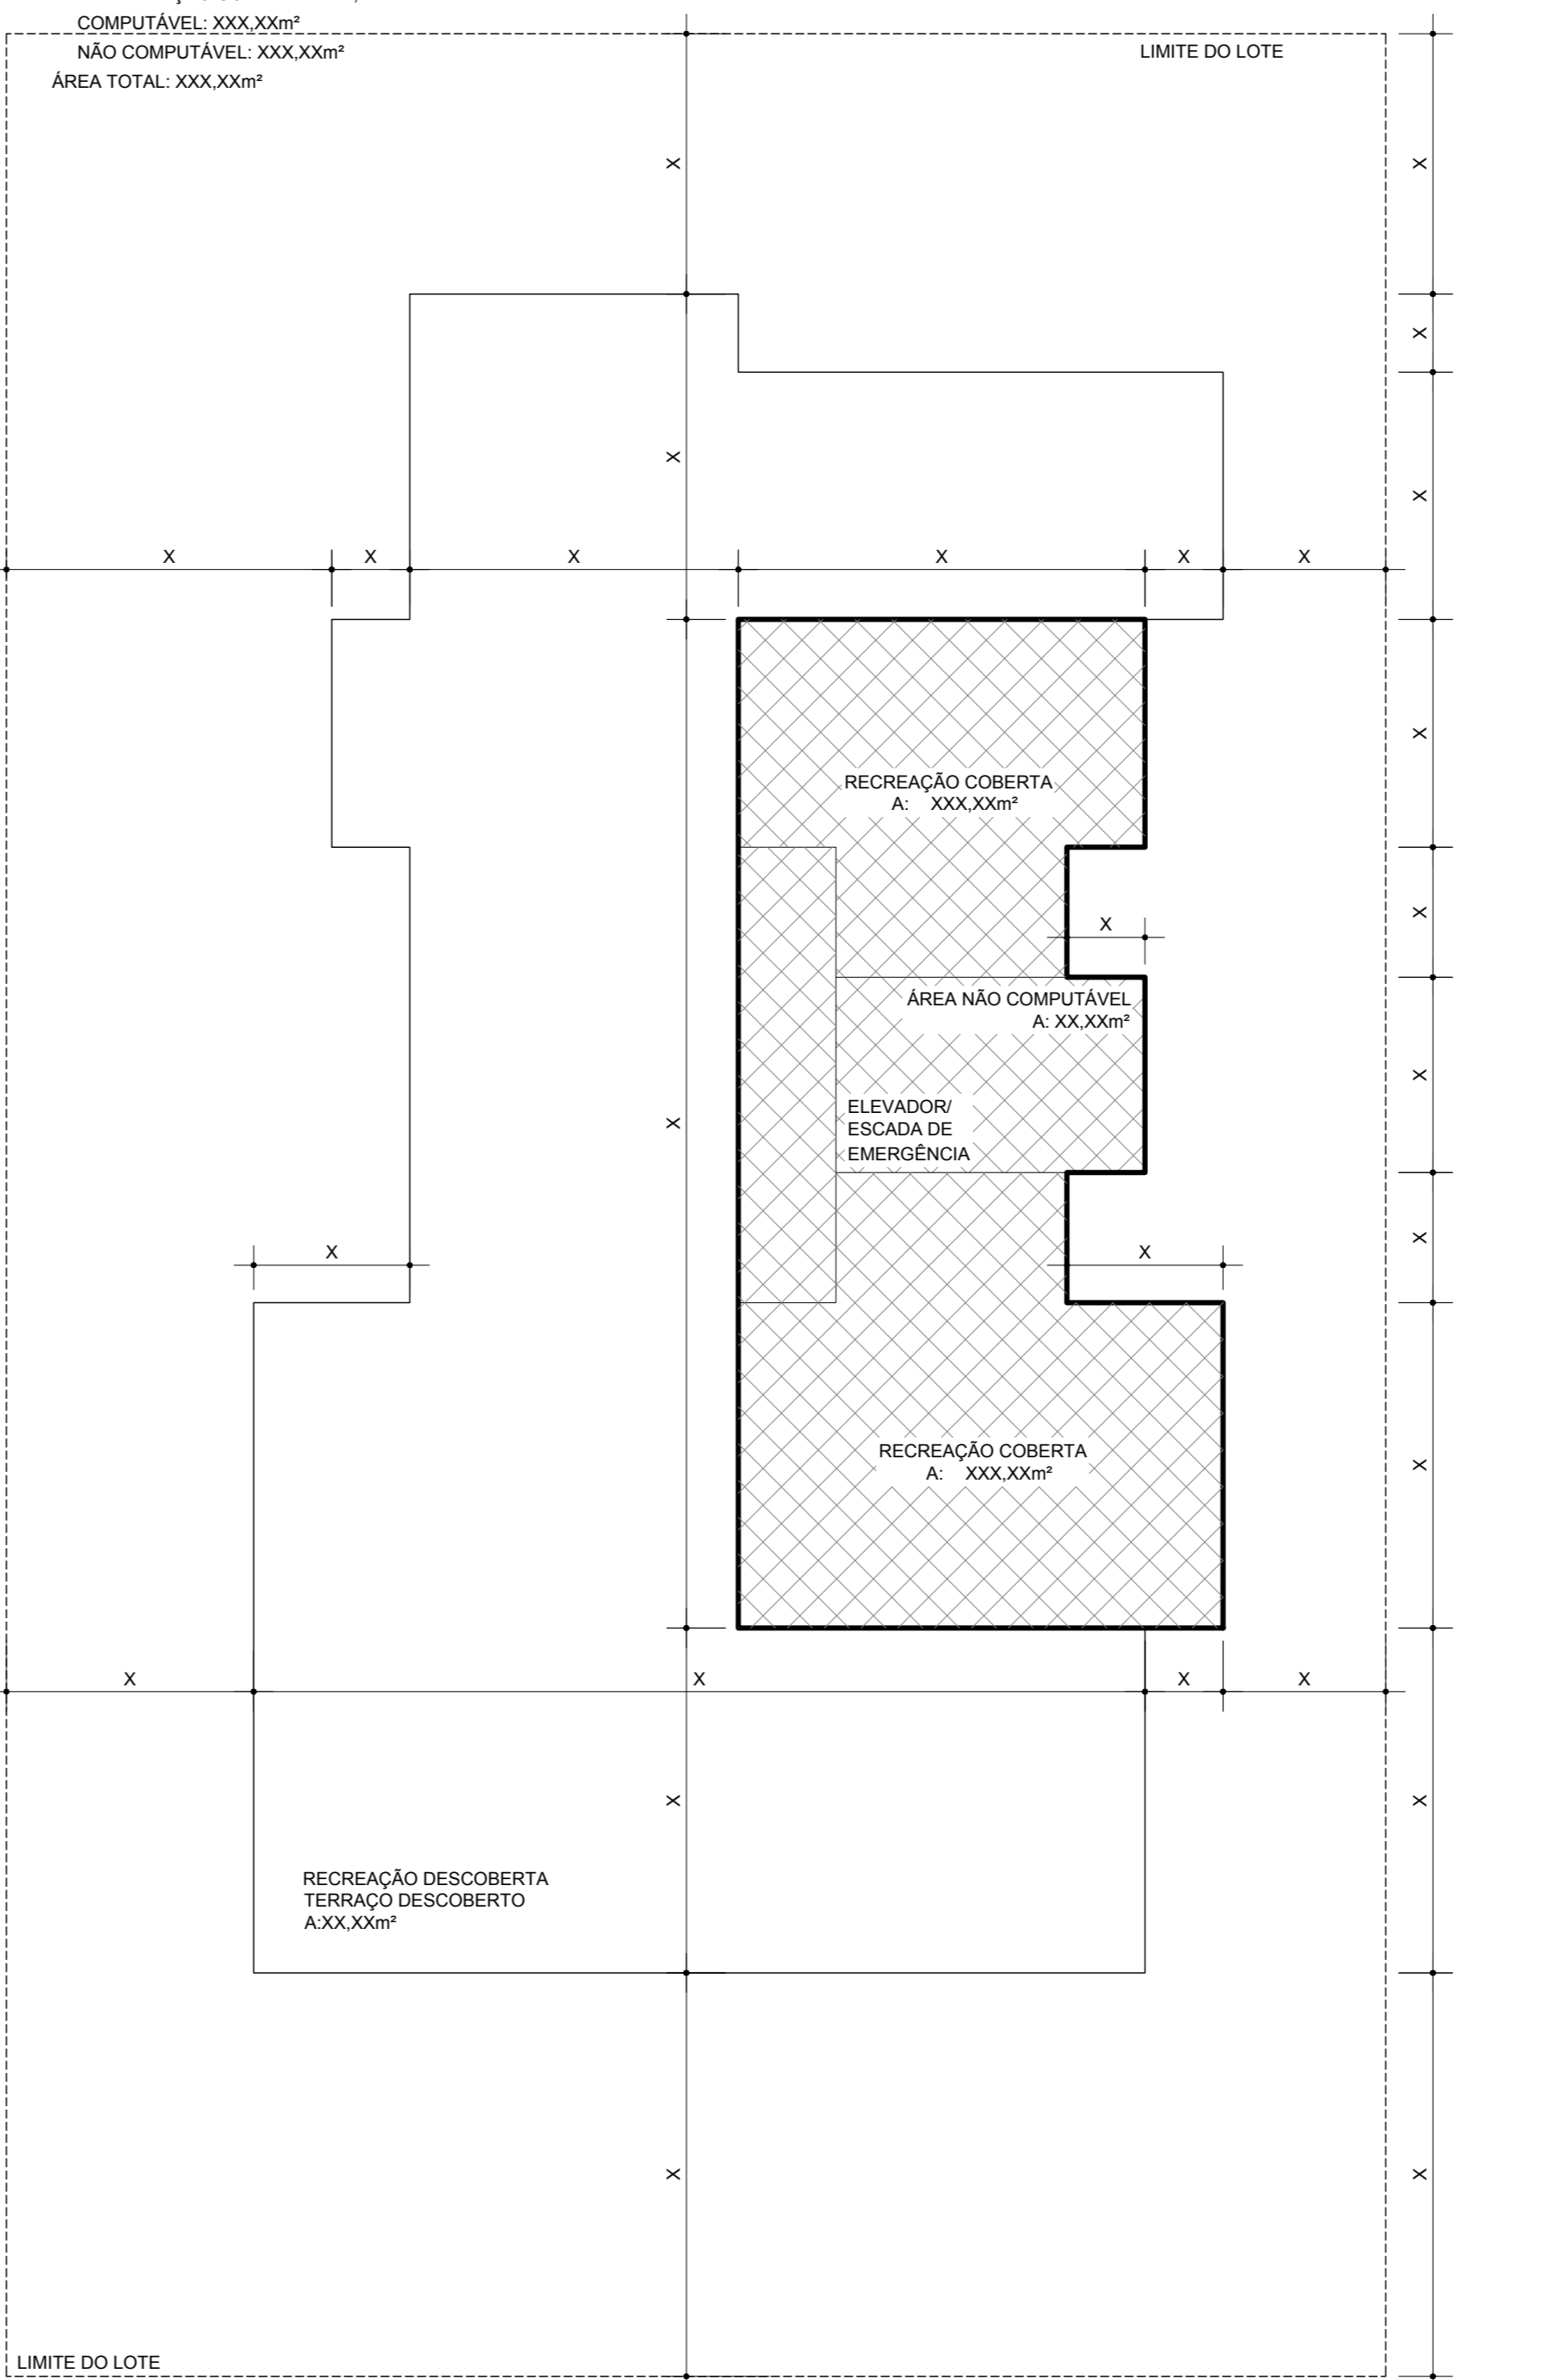 COMPUTÁVEL: XXX,XXm²
NÃO COMPUTÁVEL: XXX,XXm²
ÁREA TOTAL: XXX,XXm²
LIMITE DO LOTE
X
X
X
X
X
X
X
X
X
X
X
RECREAÇÃO COBERTA
A: XXX,XXm²
X
X
X
ÁREA NÃO COMPUTÁVEL
A: XX,XXm²
X
ELEVADOR/
ESCADA DE
EMERGÊNCIA
X
X
X
X
RECREAÇÃO COBERTA
A: XXX,XXm²
X
X
X
X
X
X
X
RECREAÇÃO DESCOBERTA
TERRAÇO DESCOBERTO
A:XX,XXm²
X
X
LIMITE DO LOTE